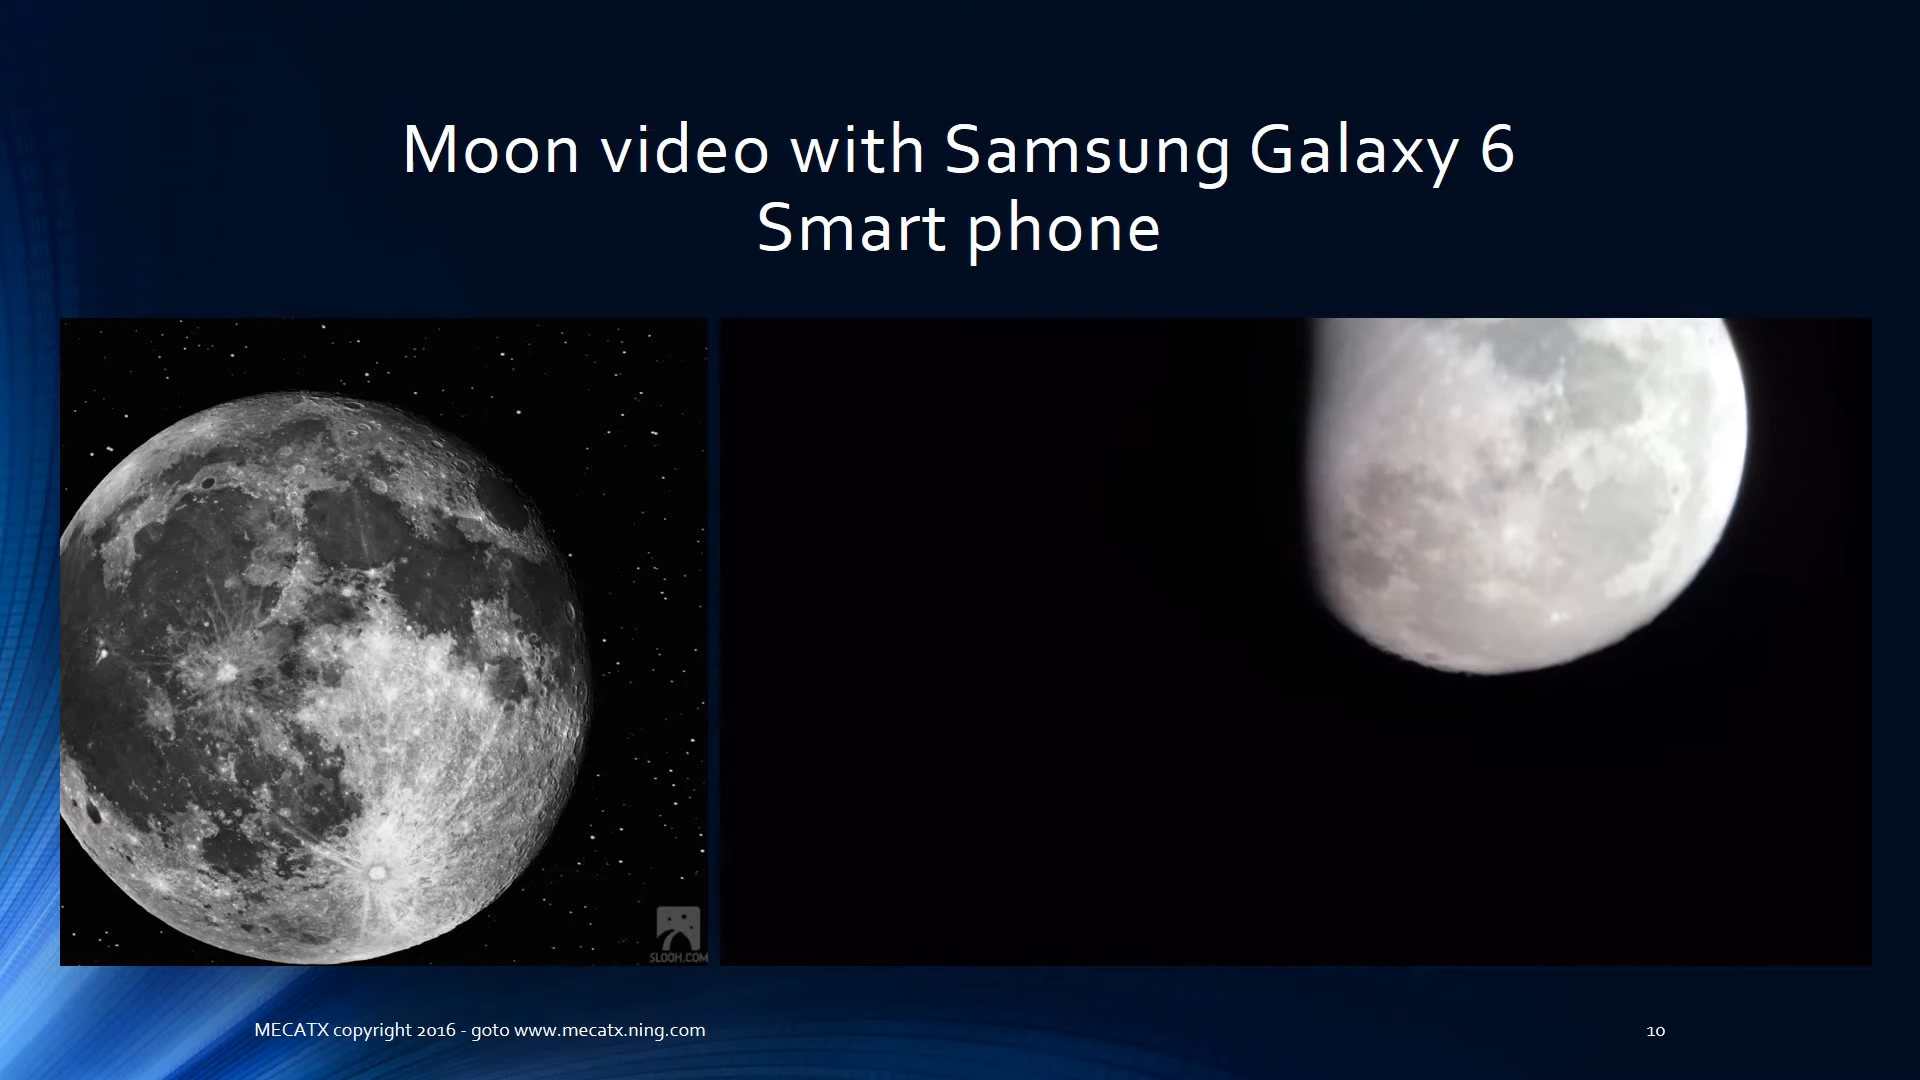 Moon video with Samsung Galaxy 6
Smart phone
SLOOH.COM
MECATX copyright 2016 - goto www.mecatx.ning.com
10